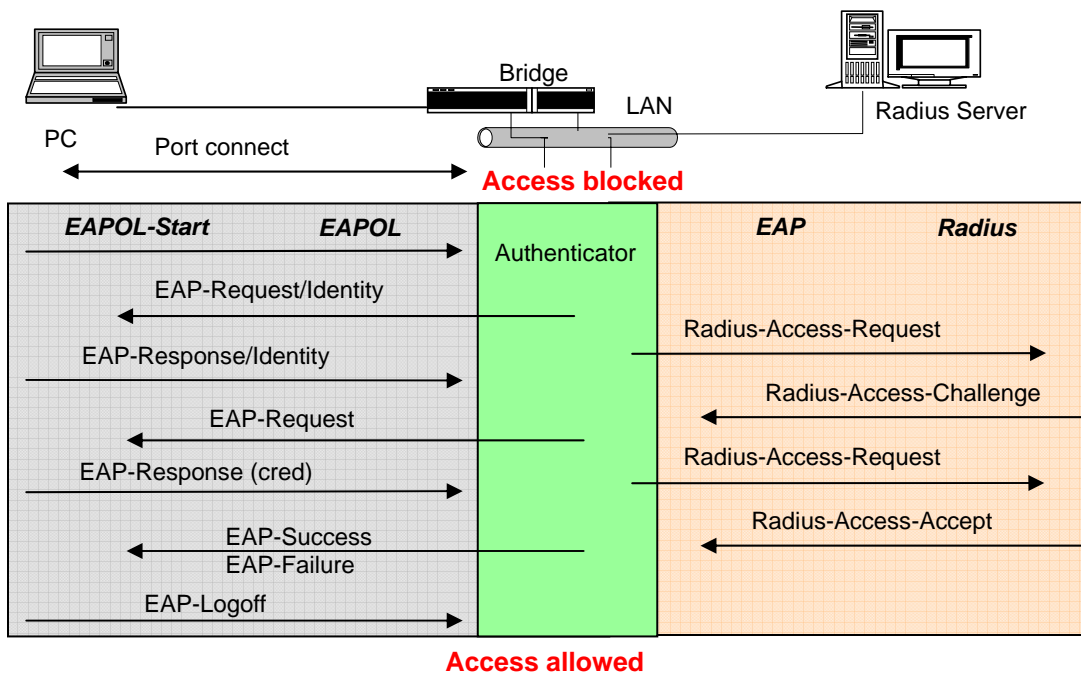 Bridge
LAN
Radius Server
PC
Port connect
Access blocked
EAPOL-Start EAPOL
EAP Radius
Authenticator
EAP-Request/Identity
Radius-Access-Request
EAP-Response/Identity
Radius-Access-Challenge
EAP-Request
Radius-Access-Request
EAP-Response (cred)
Radius-Access-Accept
EAP-Success
EAP-Failure
EAP-Logoff
Access allowed